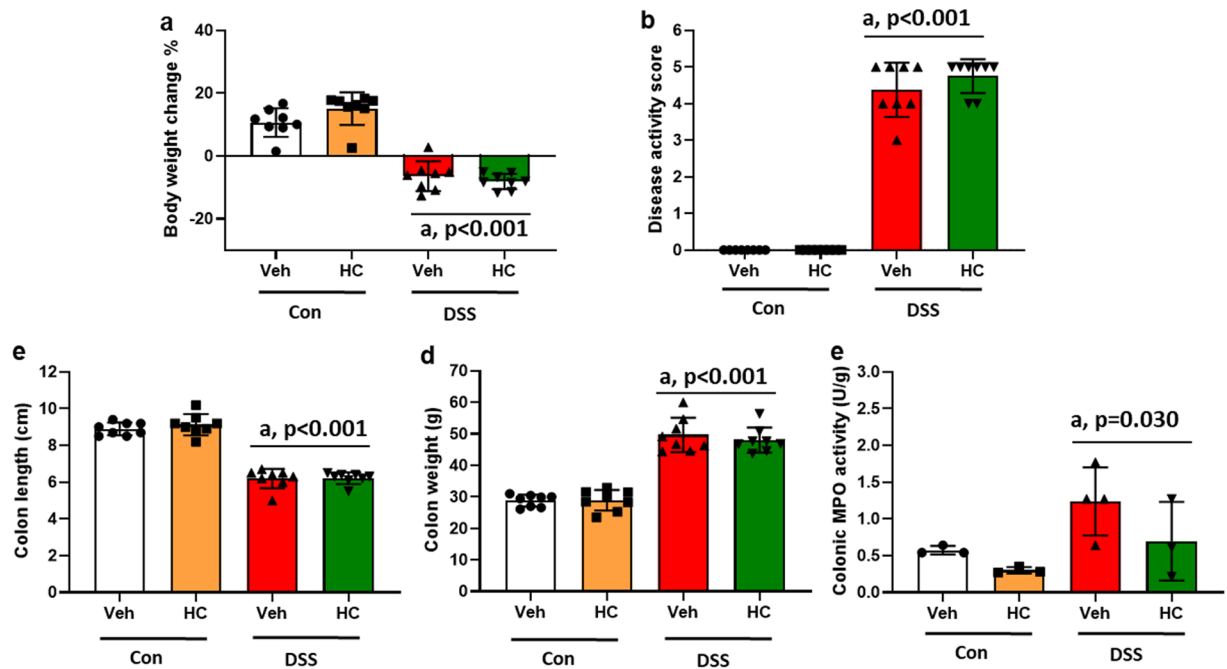 a
Body weight change %
40
20
0
-20
a, p<0.001
Veh HC Veh HC
Con DSS
b
Disease activity score
6
5
4
3
2
1
0
a, p<0.001
Veh HC Veh HC
Con DSS
e
Colon length (cm)
12
10
8
6
4
2
0
a, p<0.001
Veh HC Veh HC
Con DSS
d
Colon weight (g)
70
60
50
40
30
20
10
0
a, p<0.001
Veh HC Veh HC
Con DSS
e
Colonic MPO activity (U/g)
3.0
2.5
2.0
1.5
1.0
0.5
0.0
a, p=0.030
Veh HC Veh HC
Con DSS